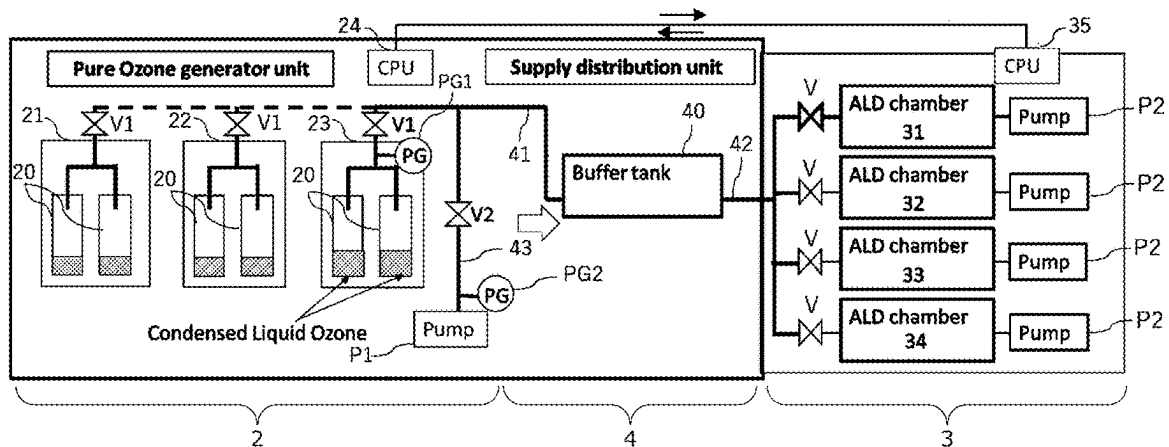 24
35
Pure Ozone generator unit
CPU
PG1
Supply distribution unit
CPU
21
V1
22
V1
23
V1
PG
41
40
Buffer tank
42
20
20
20
V2
43
PG
PG2
Condensed Liquid Ozone
Pump
P1
V
ALD chamber
31
Pump
P2
V
ALD chamber
32
Pump
P2
V
ALD chamber
33
Pump
P2
V
ALD chamber
34
Pump
P2
2
4
3